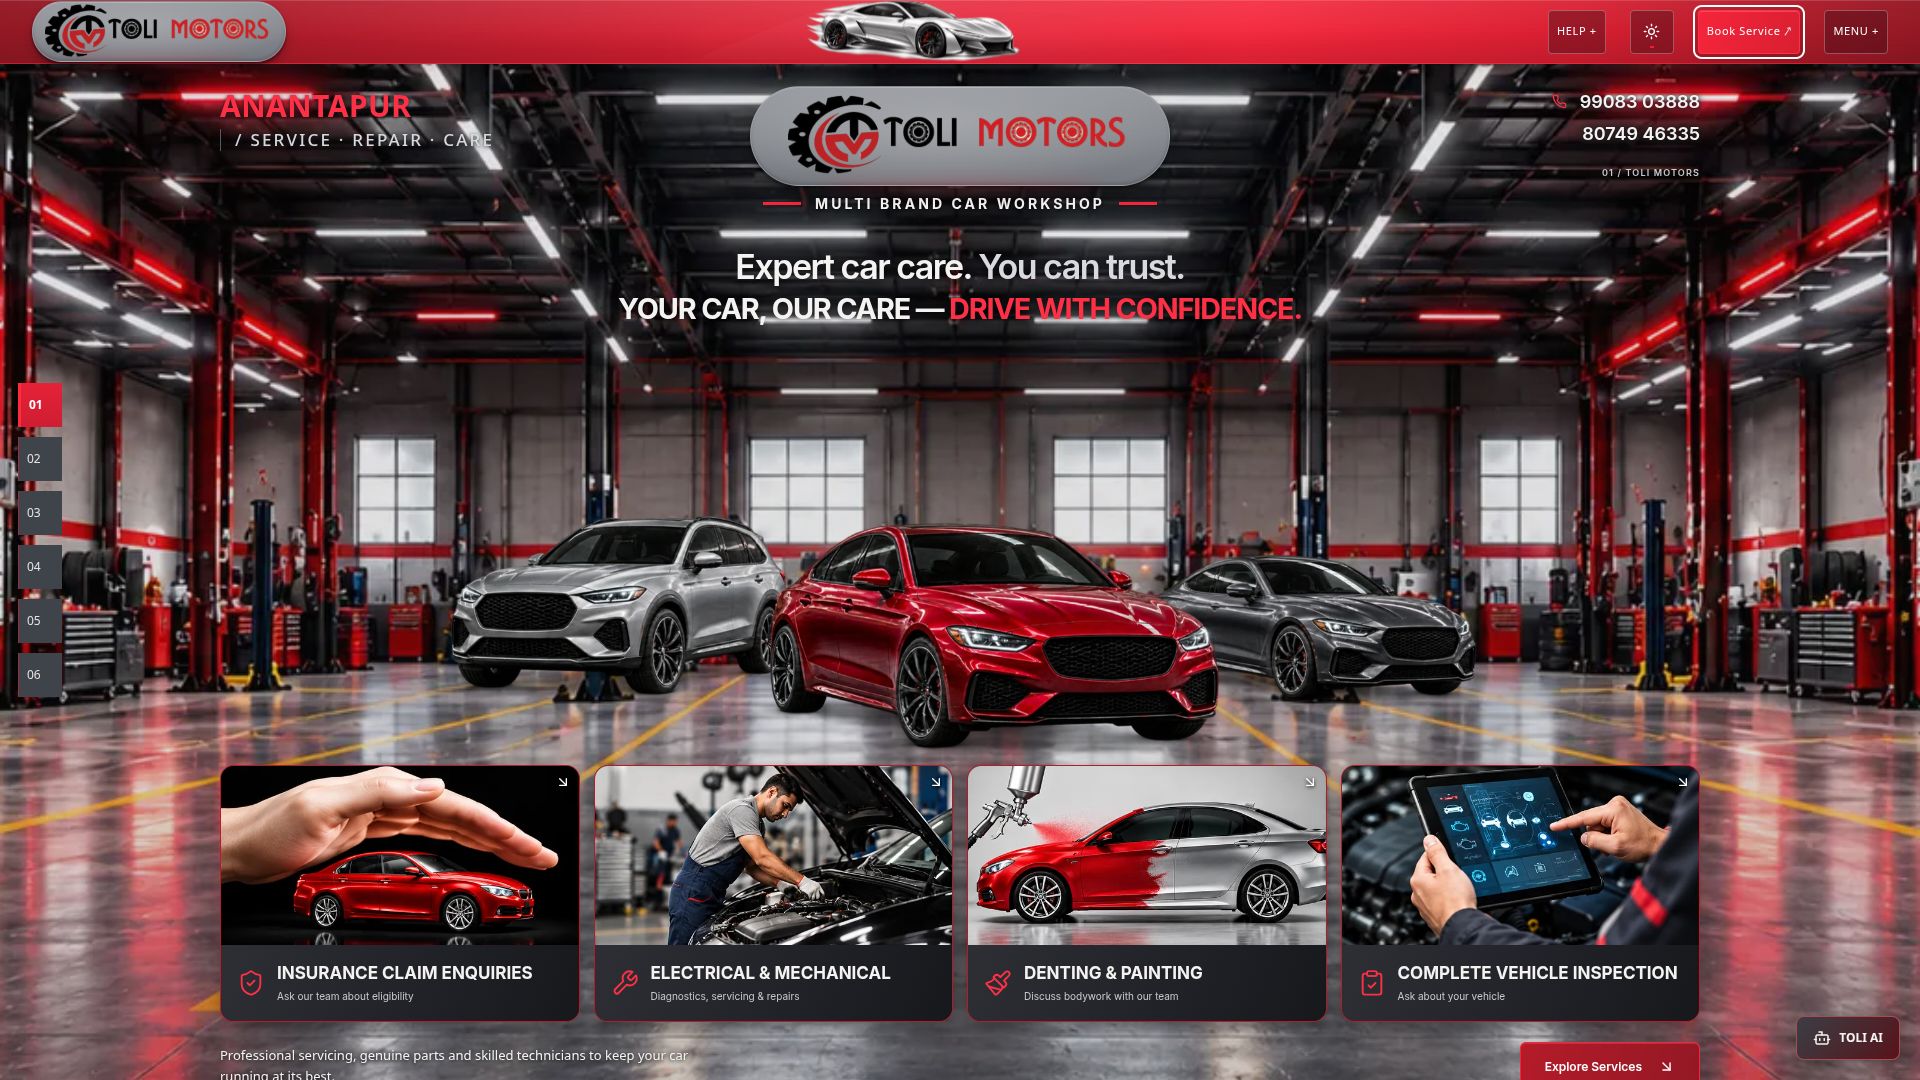 TOLI MOTORS
HELP +
Book Service ↗
MENU +
ANANTAPUR
/ SERVICE · REPAIR · CARE
TOLI MOTORS
MULTI BRAND CAR WORKSHOP
99083 03888
80749 46335
01 / TOLI MOTORS
Expert car care. You can trust.
YOUR CAR, OUR CARE — DRIVE WITH CONFIDENCE.
01
02
03
04
05
06
INSURANCE CLAIM ENQUIRIES
Ask our team about eligibility
ELECTRICAL & MECHANICAL
Diagnostics, servicing & repairs
DENTING & PAINTING
Discuss bodywork with our team
COMPLETE VEHICLE INSPECTION
Ask about your vehicle
Professional servicing, genuine parts and skilled technicians to keep your car
running at its best.
Explore Services
TOLI AI